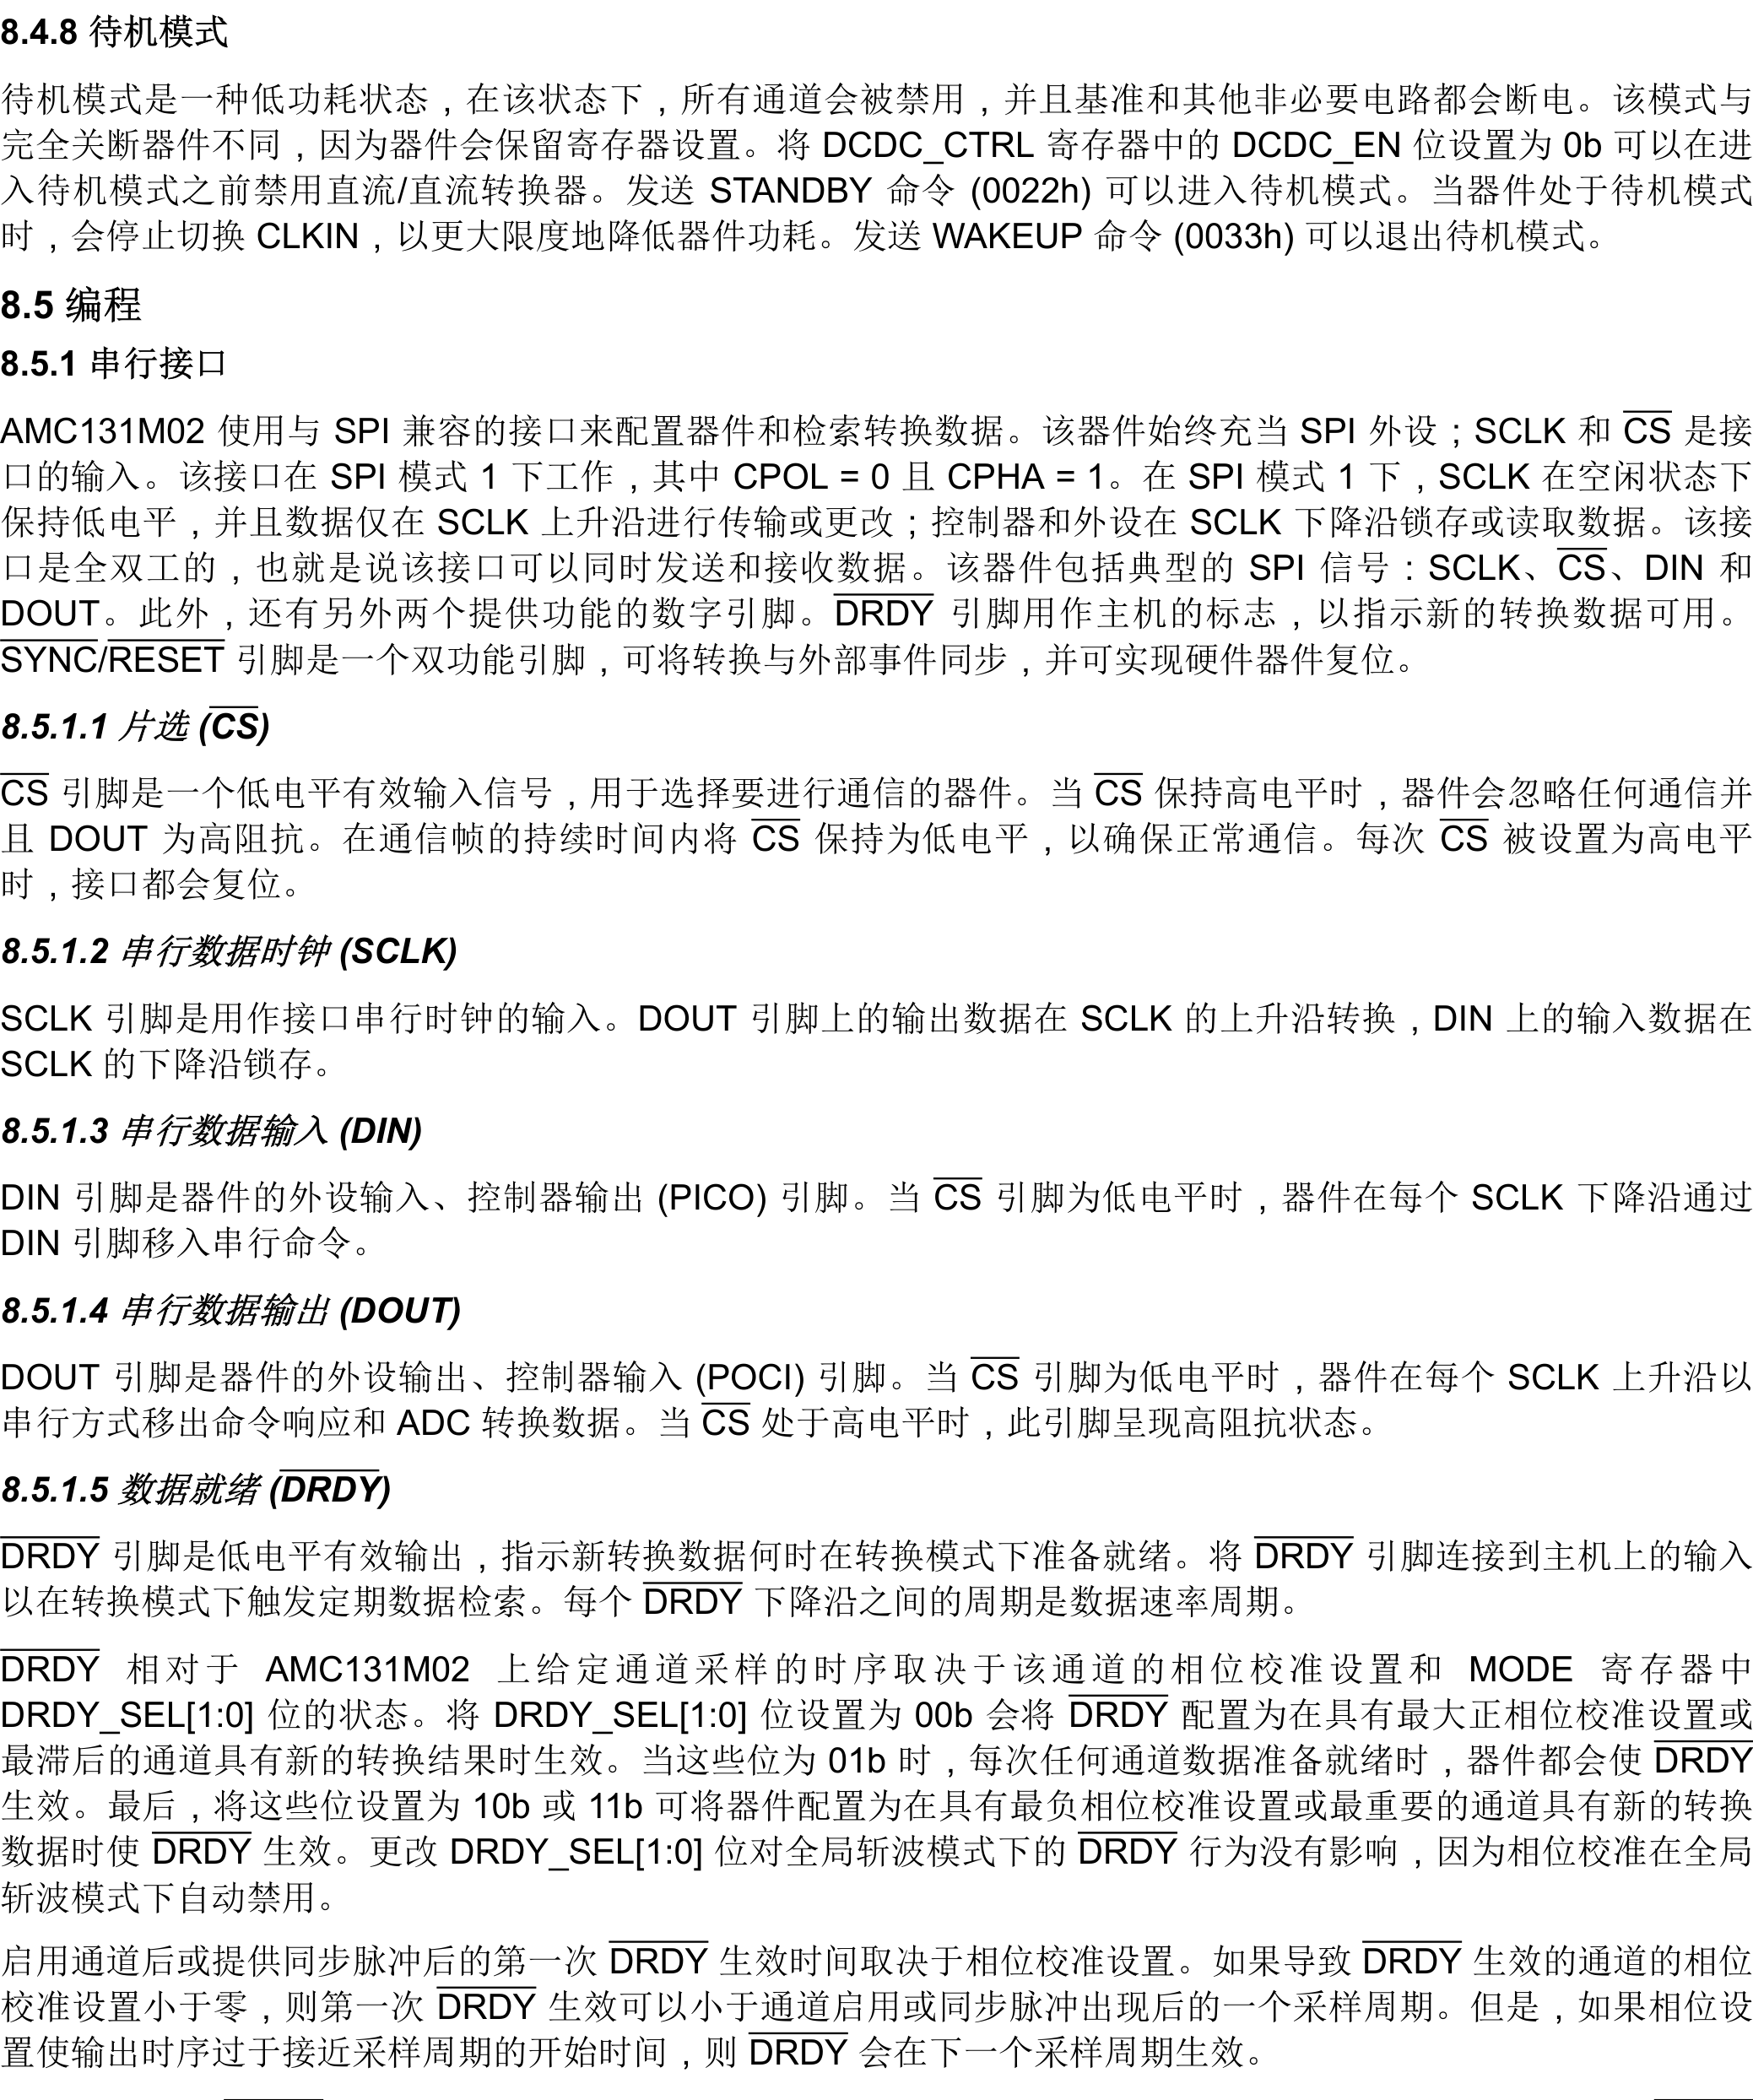 8.4.8 待机模式
待机模式是一种低功耗状态，在该状态下，所有通道会被禁用，并且基准和其他非必要电路都会断电。该模式与
完全关断器件不同，因为器件会保留寄存器设置。将 DCDC_CTRL 寄存器中的 DCDC_EN 位设置为 0b 可以在进
入待机模式之前禁用直流/直流转换器。发送 STANDBY 命令 (0022h) 可以进入待机模式。当器件处于待机模式
时，会停止切换 CLKIN，以更大限度地降低器件功耗。发送 WAKEUP 命令 (0033h) 可以退出待机模式。
8.5 编程
8.5.1 串行接口
AMC131M02 使用与 SPI 兼容的接口来配置器件和检索转换数据。该器件始终充当 SPI 外设；SCLK 和 CS 是接
口的输入。该接口在 SPI 模式 1 下工作，其中 CPOL = 0 且 CPHA = 1。在 SPI 模式 1 下，SCLK 在空闲状态下
保持低电平，并且数据仅在 SCLK 上升沿进行传输或更改；控制器和外设在 SCLK 下降沿锁存或读取数据。该接
口是全双工的，也就是说该接口可以同时发送和接收数据。该器件包括典型的 SPI 信号：SCLK、CS、DIN 和
DOUT。此外，还有另外两个提供功能的数字引脚。DRDY 引脚用作主机的标志，以指示新的转换数据可用。
SYNC/RESET 引脚是一个双功能引脚，可将转换与外部事件同步，并可实现硬件器件复位。
8.5.1.1 片选 (CS)
CS 引脚是一个低电平有效输入信号，用于选择要进行通信的器件。当 CS 保持高电平时，器件会忽略任何通信并
且 DOUT 为高阻抗。在通信帧的持续时间内将 CS 保持为低电平，以确保正常通信。每次 CS 被设置为高电平
时，接口都会复位。
8.5.1.2 串行数据时钟 (SCLK)
SCLK 引脚是用作接口串行时钟的输入。DOUT 引脚上的输出数据在 SCLK 的上升沿转换，DIN 上的输入数据在
SCLK 的下降沿锁存。
8.5.1.3 串行数据输入 (DIN)
DIN 引脚是器件的外设输入、控制器输出 (PICO) 引脚。当 CS 引脚为低电平时，器件在每个 SCLK 下降沿通过
DIN 引脚移入串行命令。
8.5.1.4 串行数据输出 (DOUT)
DOUT 引脚是器件的外设输出、控制器输入 (POCI) 引脚。当 CS 引脚为低电平时，器件在每个 SCLK 上升沿以
串行方式移出命令响应和 ADC 转换数据。当 CS 处于高电平时，此引脚呈现高阻抗状态。
8.5.1.5 数据就绪 (DRDY)
DRDY 引脚是低电平有效输出，指示新转换数据何时在转换模式下准备就绪。将 DRDY 引脚连接到主机上的输入
以在转换模式下触发定期数据检索。每个 DRDY 下降沿之间的周期是数据速率周期。
DRDY 相对于 AMC131M02 上给定通道采样的时序取决于该通道的相位校准设置和 MODE 寄存器中
DRDY_SEL[1:0] 位的状态。将 DRDY_SEL[1:0] 位设置为 00b 会将 DRDY 配置为在具有最大正相位校准设置或
最滞后的通道具有新的转换结果时生效。当这些位为 01b 时，每次任何通道数据准备就绪时，器件都会使 DRDY
生效。最后，将这些位设置为 10b 或 11b 可将器件配置为在具有最负相位校准设置或最重要的通道具有新的转换
数据时使 DRDY 生效。更改 DRDY_SEL[1:0] 位对全局斩波模式下的 DRDY 行为没有影响，因为相位校准在全局
斩波模式下自动禁用。
启用通道后或提供同步脉冲后的第一次 DRDY 生效时间取决于相位校准设置。如果导致 DRDY 生效的通道的相位
校准设置小于零，则第一次 DRDY 生效可以小于通道启用或同步脉冲出现后的一个采样周期。但是，如果相位设
置使输出时序过于接近采样周期的开始时间，则 DRDY 会在下一个采样周期生效。